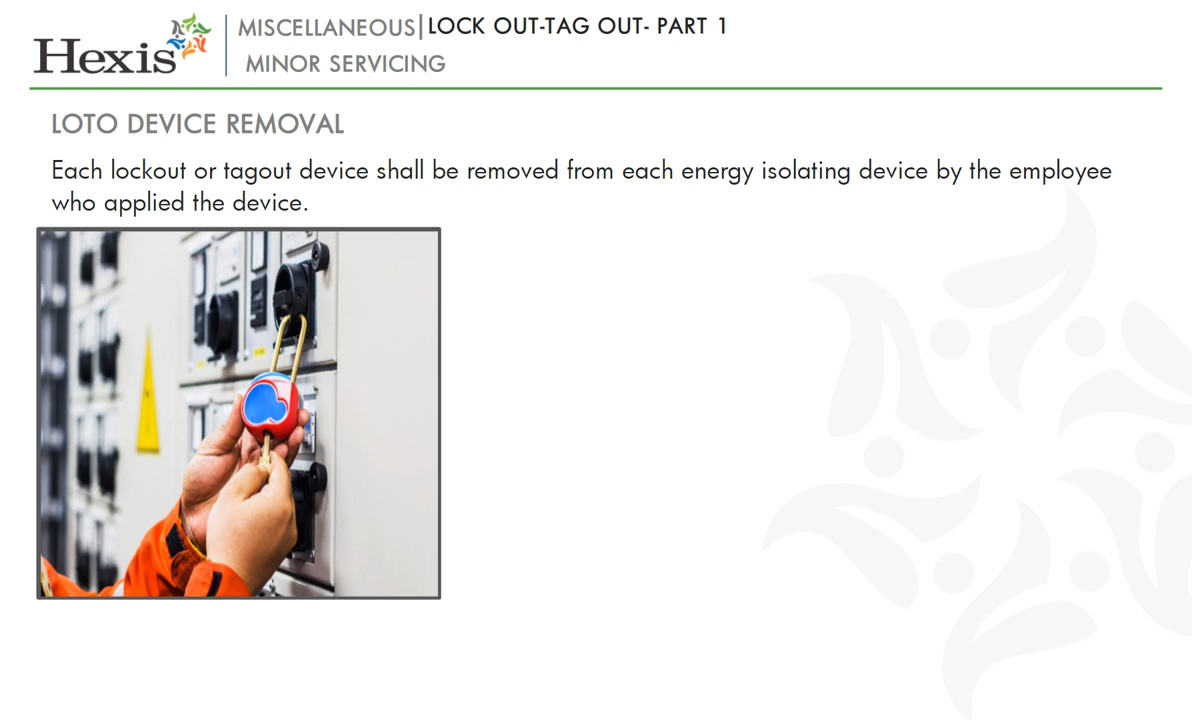 Hexis
MISCELLANEOUS|LOCK OUT-TAG OUT- PART 1
MINOR SERVICING
LOTO DEVICE REMOVAL
Each lockout or tagout device shall be removed from each energy isolating device by the employee
who applied the device.